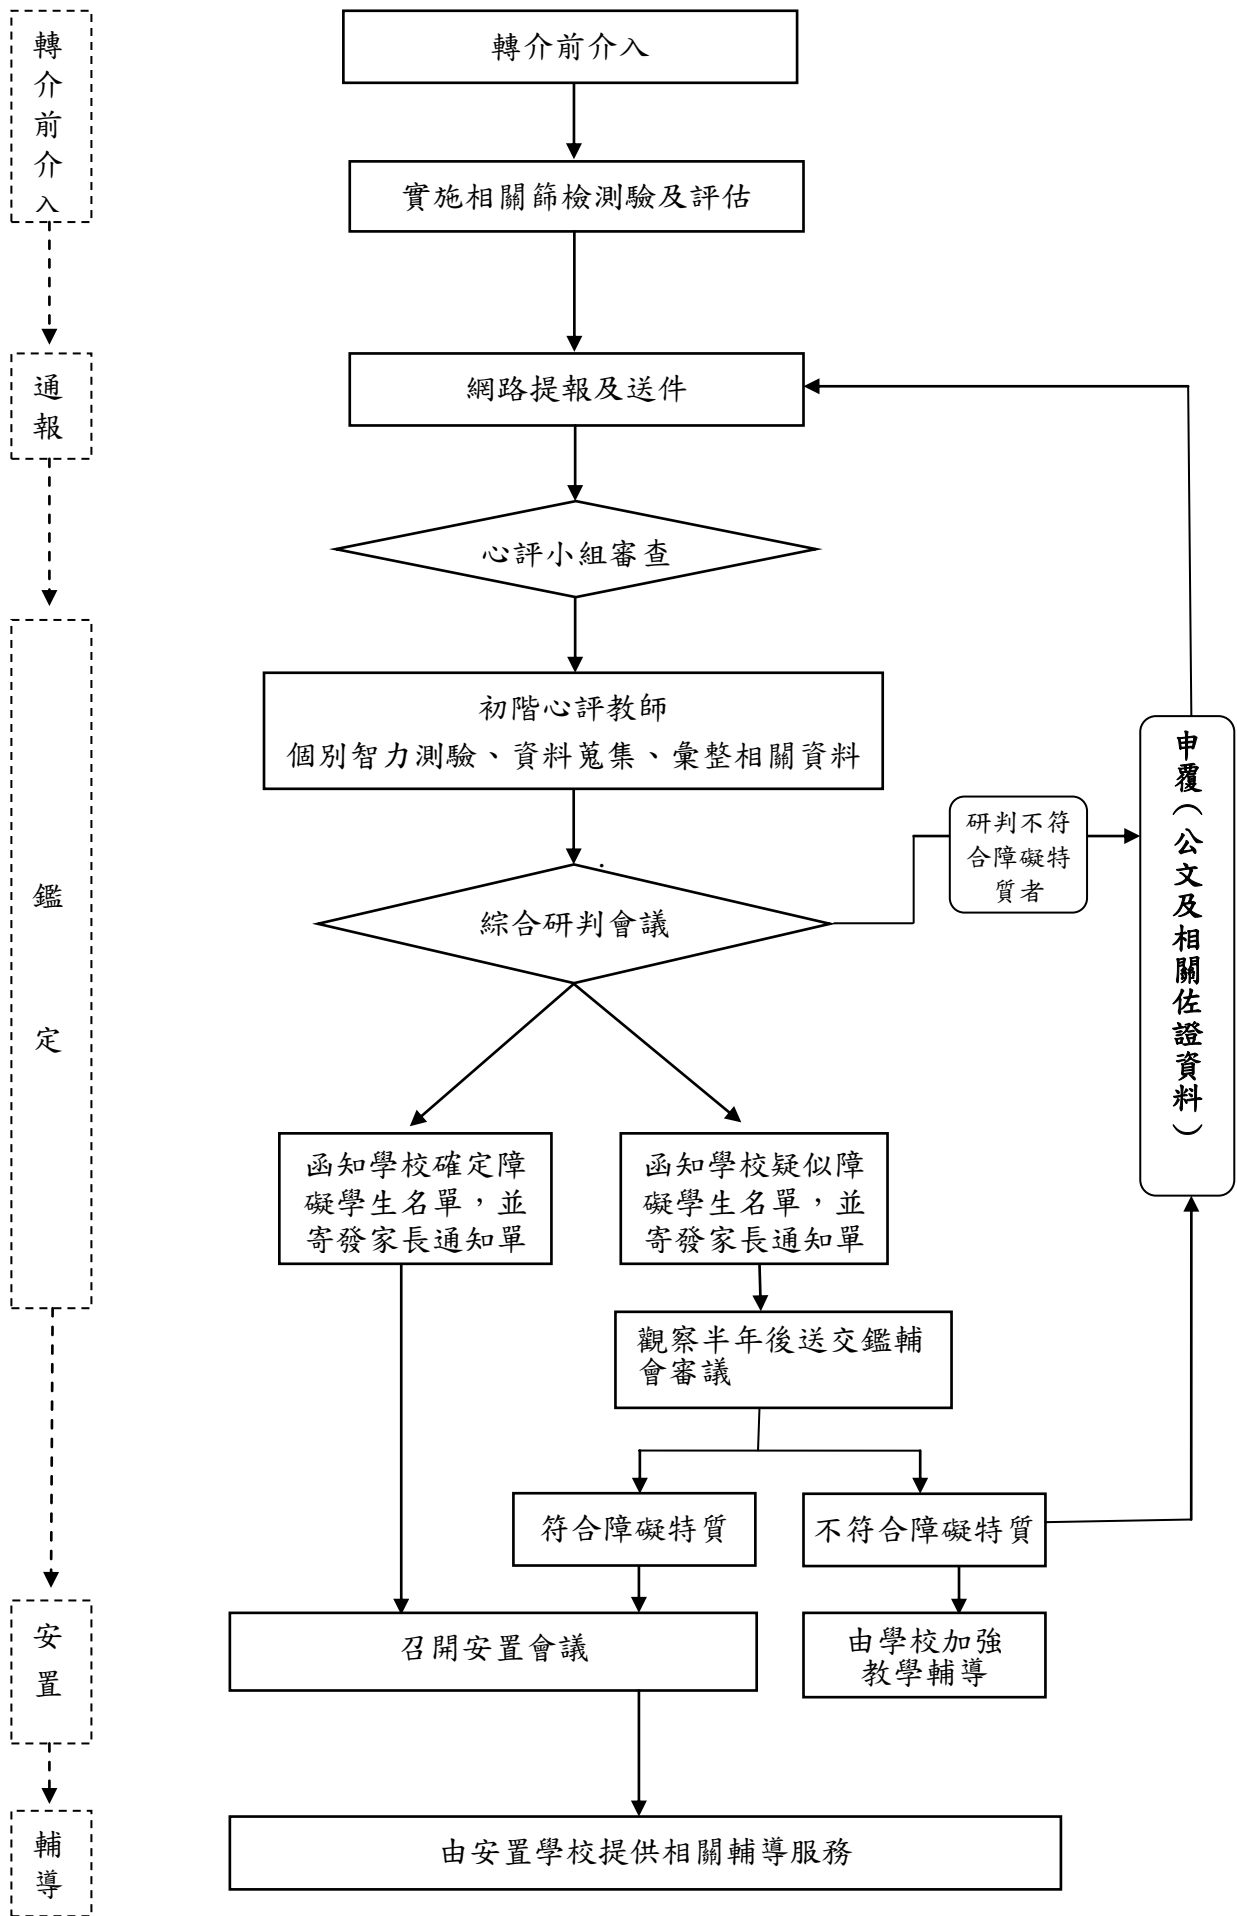 轉介前介入
通報
鑑定
安置
輔導
轉介前介入
實施相關篩檢測驗及評估
網路提報及送件
心評小組審查
初階心評教師
個別智力測驗、資料蒐集、彙整相關資料
研判不符
合障礙特
質者
申覆（公文及相關佐證資料）
綜合研判會議
函知學校確定障
礙學生名單，並
寄發家長通知單
函知學校疑似障
礙學生名單，並
寄發家長通知單
觀察半年後送交鑑輔
會審議
符合障礙特質
不符合障礙特質
召開安置會議
由學校加強
教學輔導
由安置學校提供相關輔導服務